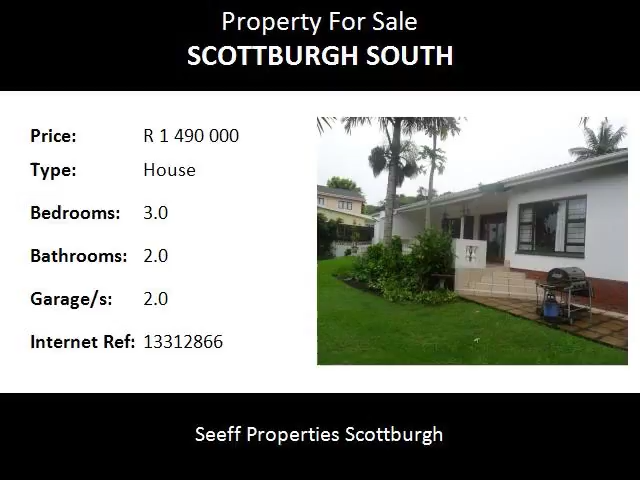 Property For Sale
SCOTTBURGH SOUTH
Price: R 1 490 000
Type: House
Bedrooms: 3.0
Bathrooms: 2.0
Garage/s: 2.0
Internet Ref: 13312866
Seeff Properties Scottburgh